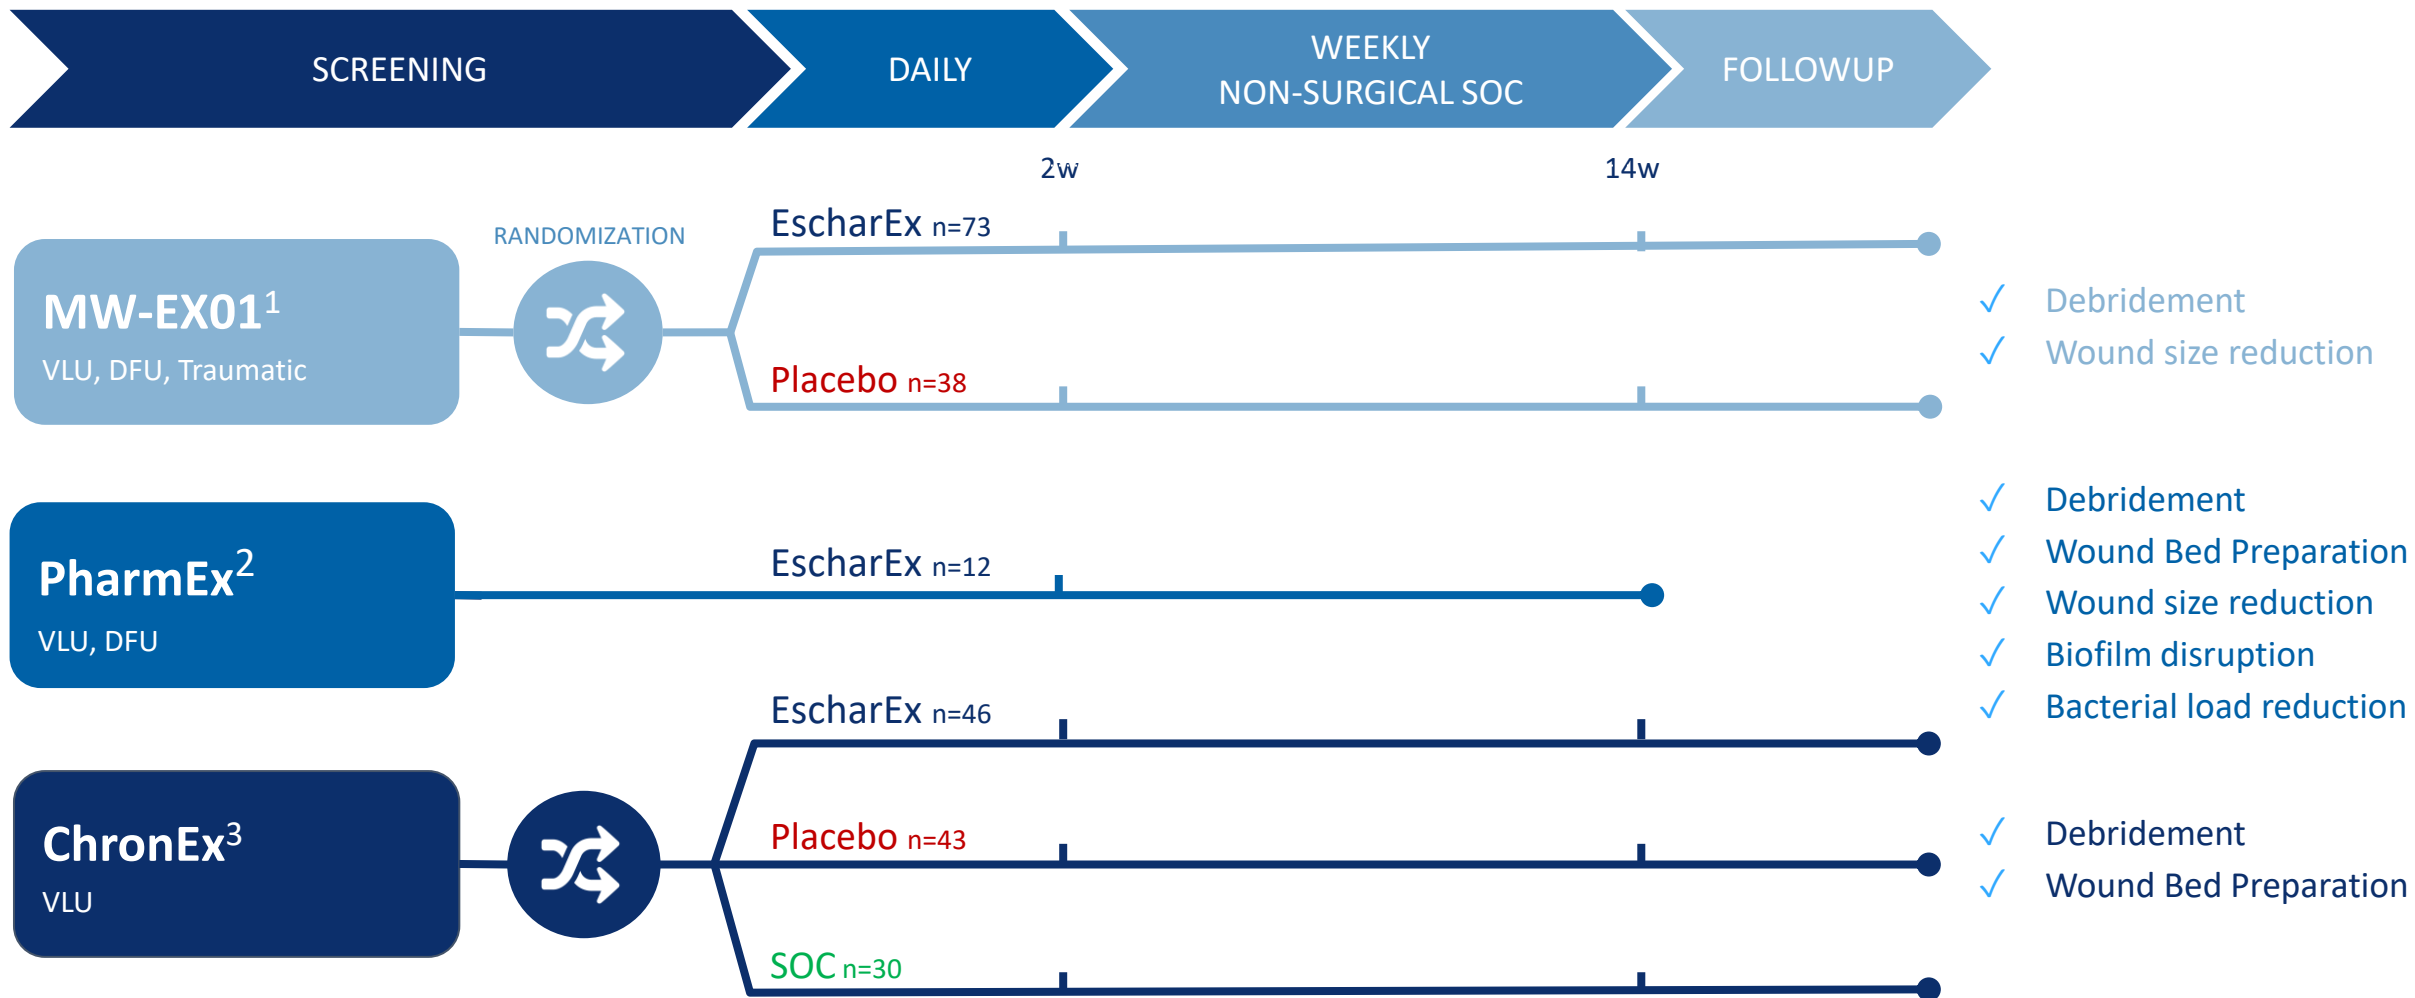 SCREENING
DAILY
WEEKLY
NON-SURGICAL SOC
FOLLOWUP
2w
14w
RANDOMIZATION
MW-EX01¹
VLU, DFU, Traumatic
EscharEx n=73
Placebo n=38
✓ Debridement
✓ Wound size reduction
PharmEx²
VLU, DFU
EscharEx n=12
✓ Debridement
✓ Wound Bed Preparation
✓ Wound size reduction
✓ Biofilm disruption
✓ Bacterial load reduction
ChronEx³
VLU
EscharEx n=46
Placebo n=43
SOC n=30
✓ Debridement
✓ Wound Bed Preparation